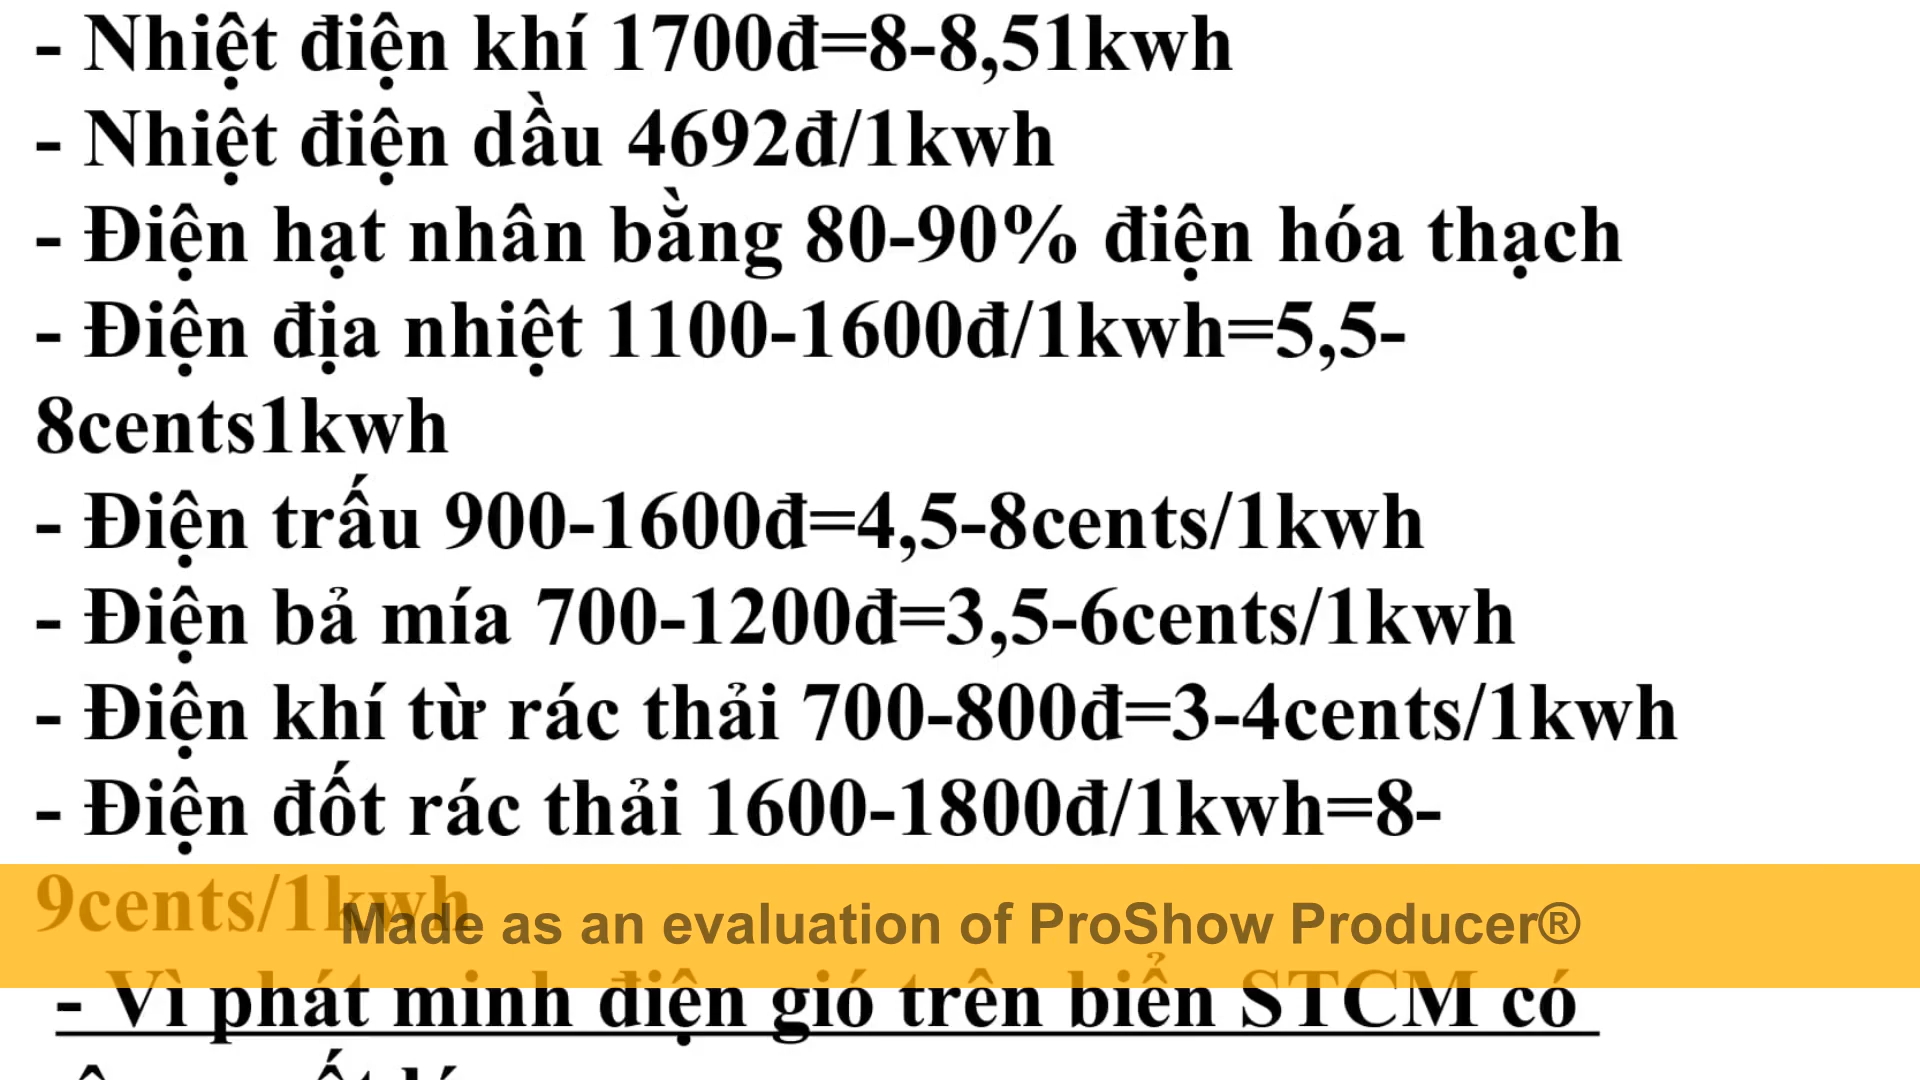 - Nhiệt điện khí 1700đ=8-8,51kwh
- Nhiệt điện dầu 4692đ/1kwh
- Điện hạt nhân bằng 80-90% điện hóa thạch
- Điện địa nhiệt 1100-1600đ/1kwh=5,5-
8cents1kwh
- Điện trấu 900-1600đ=4,5-8cents/1kwh
- Điện bả mía 700-1200đ=3,5-6cents/1kwh
- Điện khí từ rác thải 700-800đ=3-4cents/1kwh
- Điện đốt rác thải 1600-1800đ/1kwh=8-
9cents/1kwh
Made as an evaluation of ProShow Producer®
- Vì phát minh điện gió trên biển STCM có